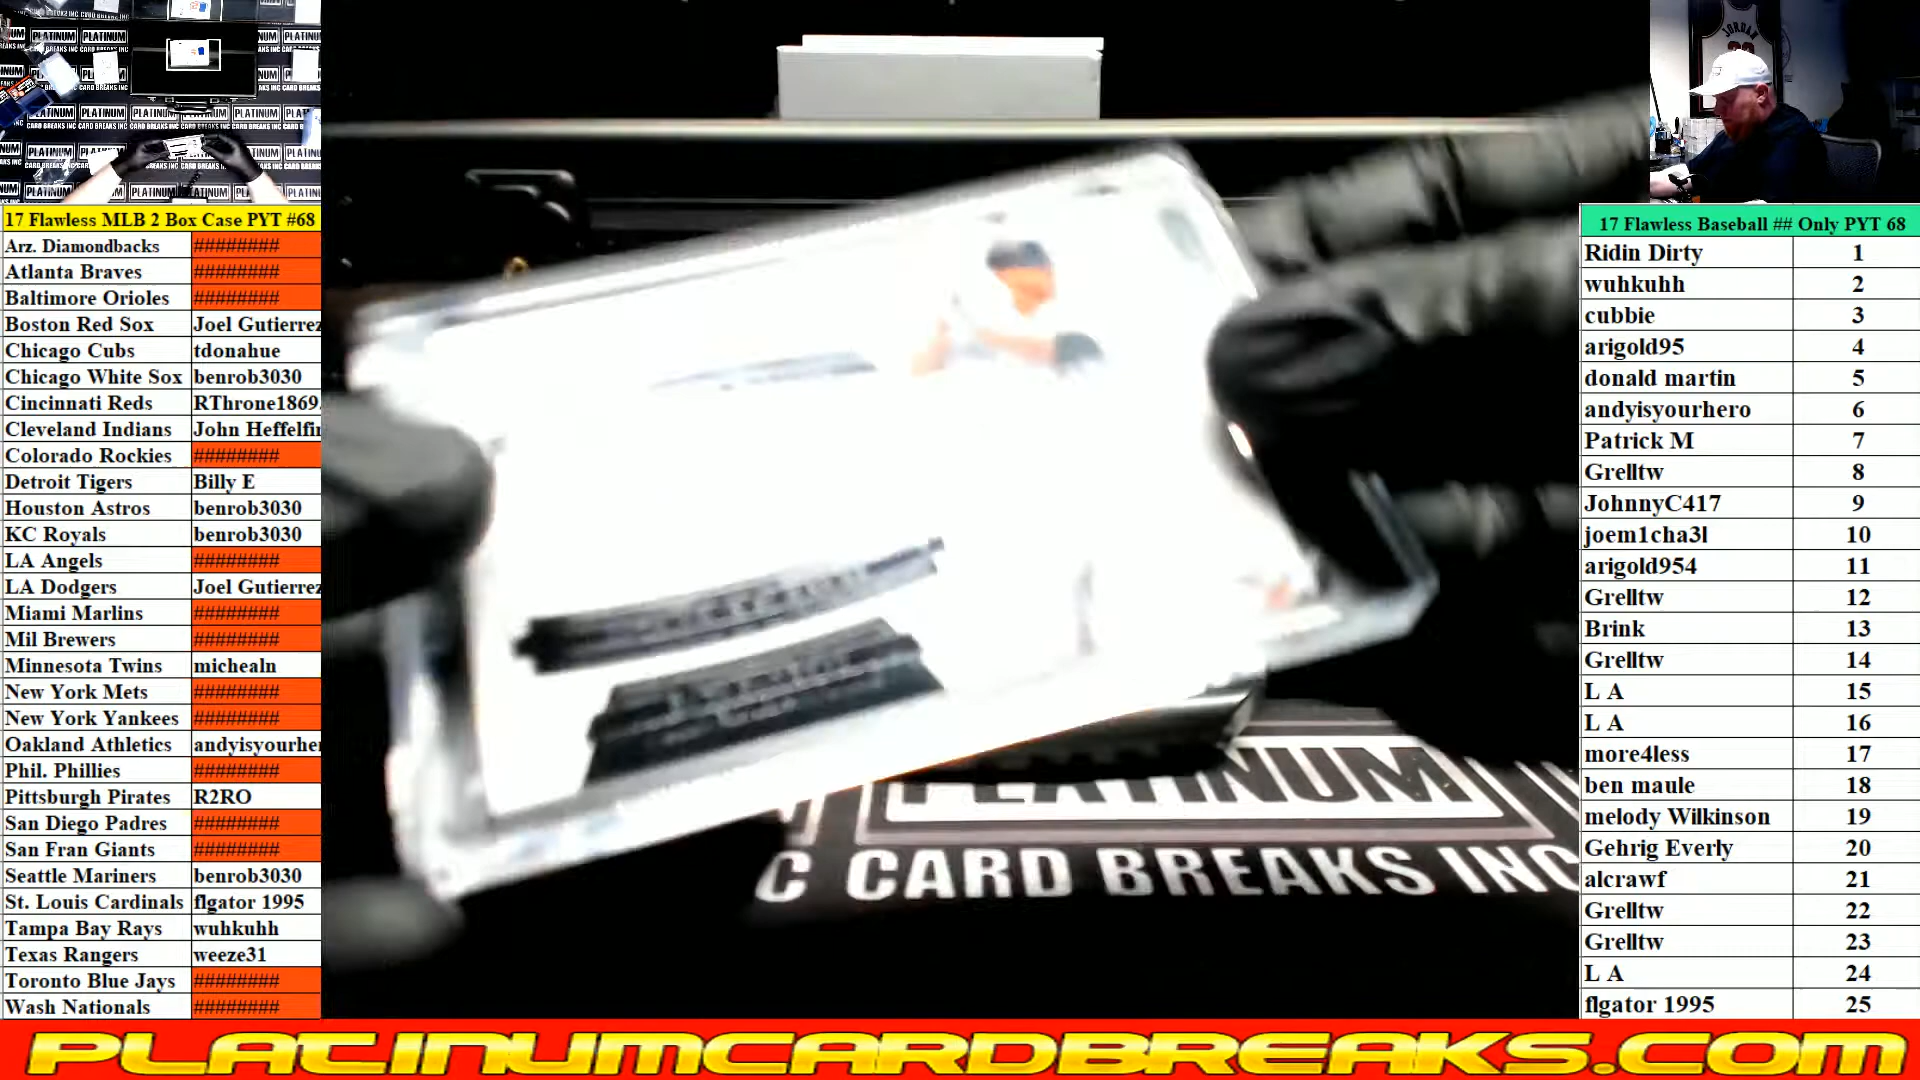 JORDAN
PLATINUM
CARD BREAKS INC
17 Flawless MLB 2 Box Case PYT #68
Arz. Diamondbacks ########
Atlanta Braves ########
Baltimore Orioles ########
Boston Red Sox Joel Gutierrez
Chicago Cubs tdonahue
Chicago White Sox benrob3030
Cincinnati Reds RThrone1869
Cleveland Indians John Heffelfi
Colorado Rockies ########
Detroit Tigers Billy E
Houston Astros benrob3030
KC Royals benrob3030
LA Angels ########
LA Dodgers Joel Gutierrez
Miami Marlins ########
Mil Brewers ########
Minnesota Twins michealn
New York Mets ########
New York Yankees ########
Oakland Athletics andyisyourhe
Phil. Phillies ########
Pittsburgh Pirates R2RO
San Diego Padres ########
San Fran Giants ########
Seattle Mariners benrob3030
St. Louis Cardinals flgator 1995
Tampa Bay Rays wuhkuhh
Texas Rangers weeze31
Toronto Blue Jays ########
Wash Nationals ########
PLATINUM
C CARD BREAKS INC
17 Flawless Baseball ## Only PYT 68
Ridin Dirty 1
wuhkuhh 2
cubbie 3
arigold95 4
donald martin 5
andyisyourhero 6
Patrick M 7
Grelltw 8
JohnnyC417 9
joem1cha3l 10
arigold954 11
Grelltw 12
Brink 13
Grelltw 14
L A 15
L A 16
more4less 17
ben maule 18
melody Wilkinson 19
Gehrig Everly 20
alcrawf 21
Grelltw 22
Grelltw 23
L A 24
flgator 1995 25
PLATINUMCARDBREAKS.COM